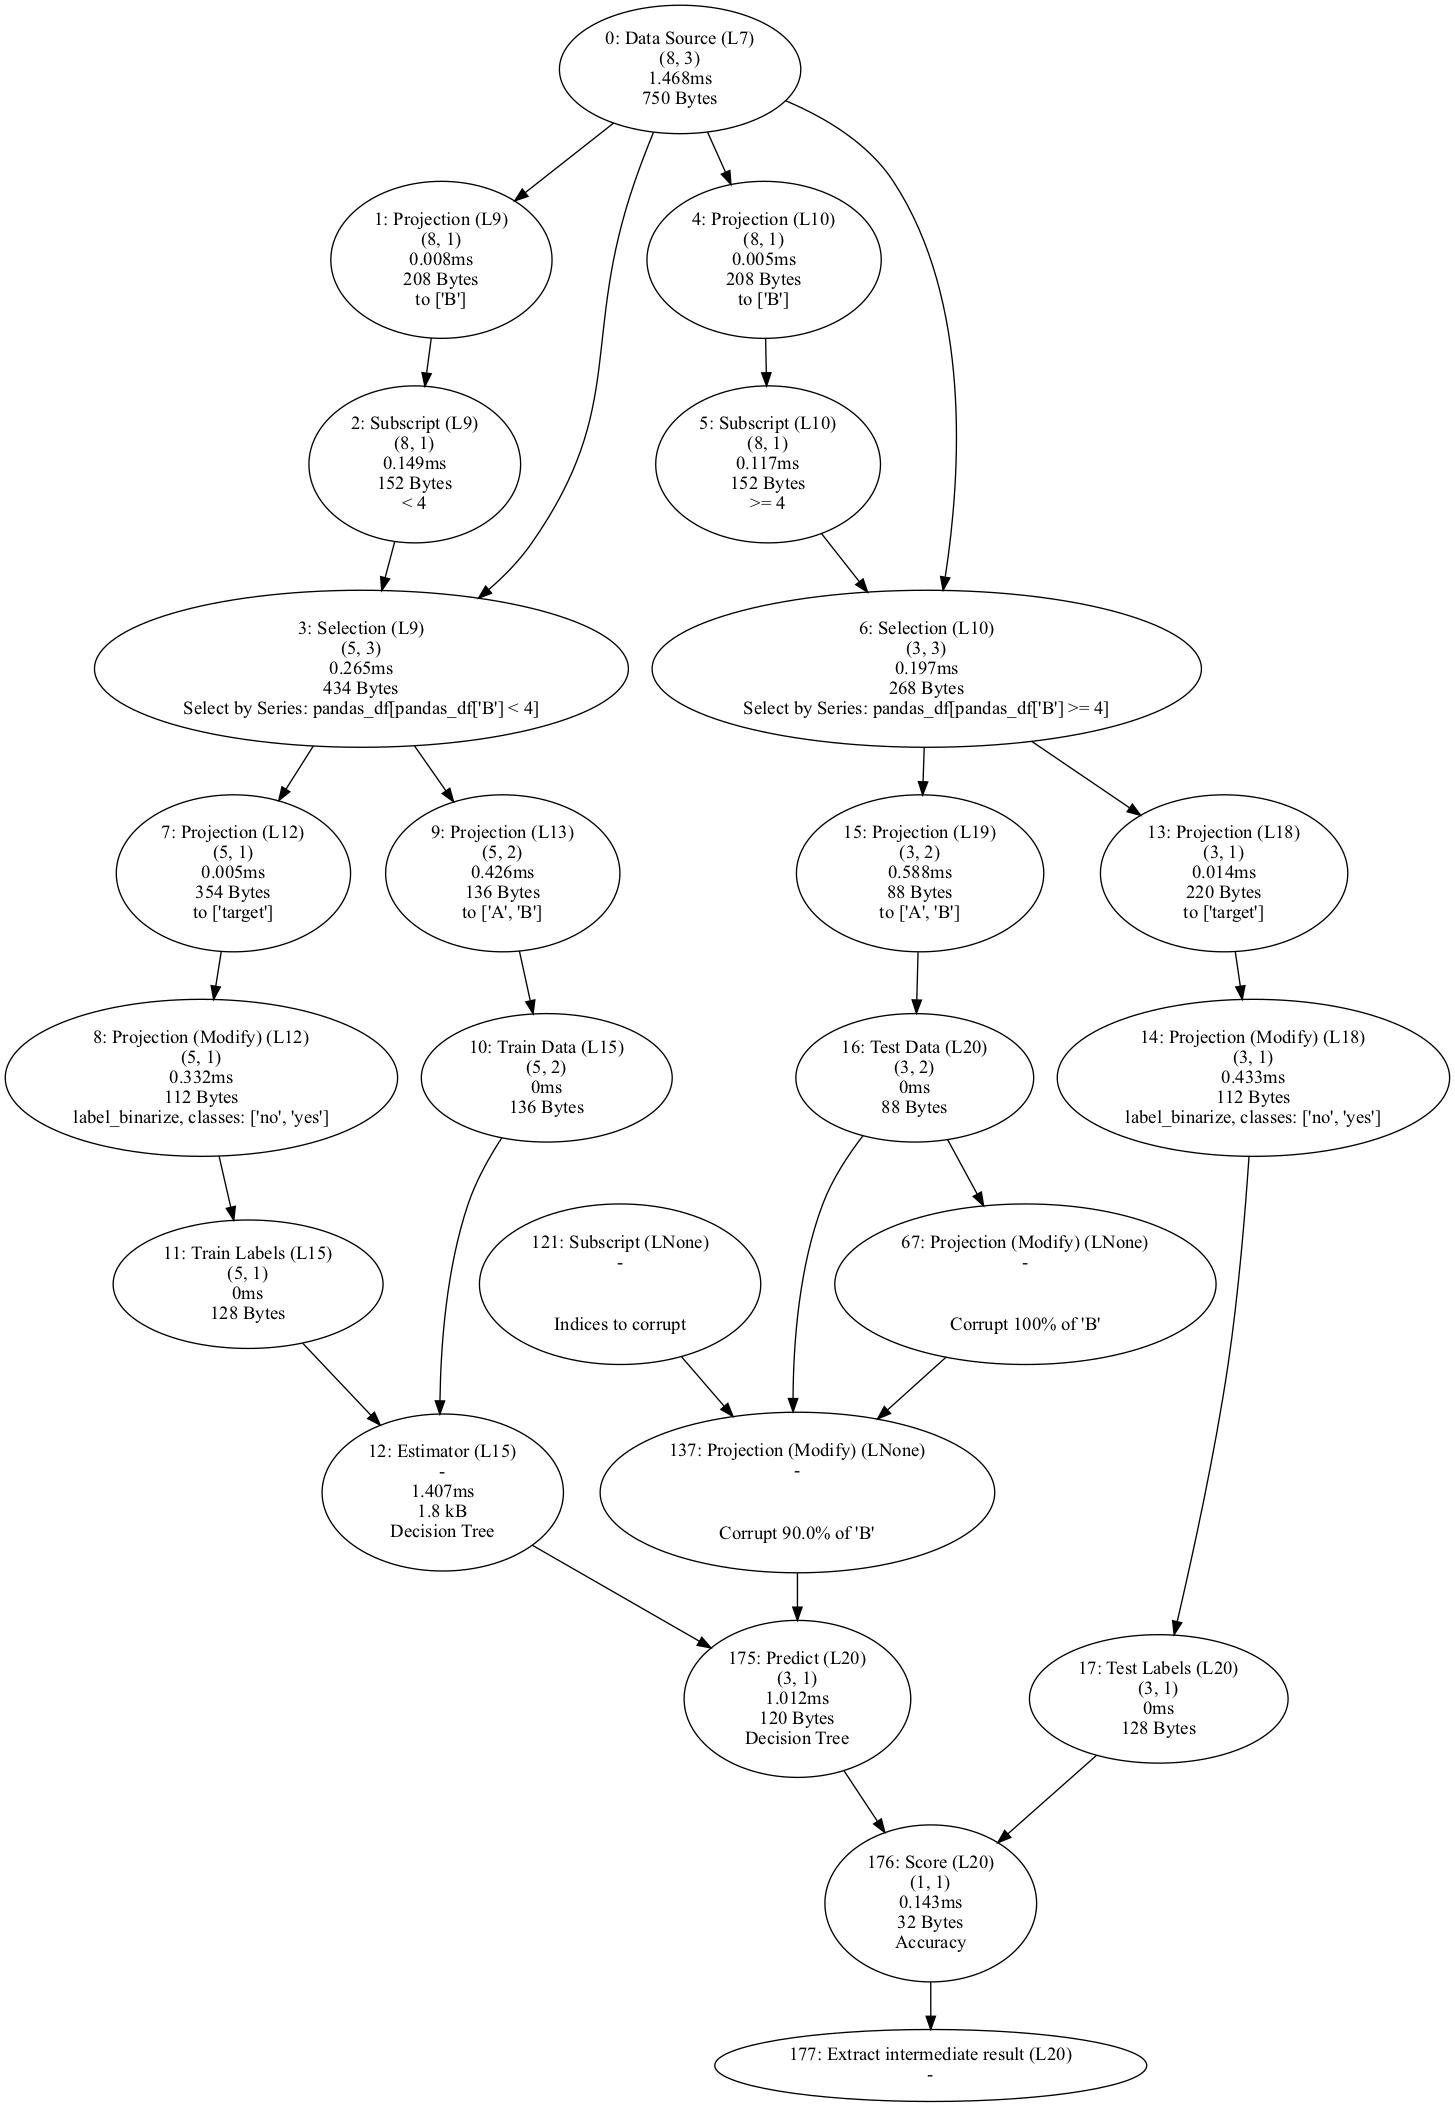 0: Data Source (L7)
(8, 3)
1.468ms
750 Bytes
1: Projection (L9)
(8, 1)
0.008ms
208 Bytes
to ['B']
4: Projection (L10)
(8, 1)
0.005ms
208 Bytes
to ['B']
2: Subscript (L9)
(8, 1)
0.149ms
152 Bytes
< 4
5: Subscript (L10)
(8, 1)
0.117ms
152 Bytes
>= 4
3: Selection (L9)
(5, 3)
0.265ms
434 Bytes
Select by Series: pandas_df[pandas_df['B'] < 4]
6: Selection (L10)
(3, 3)
0.197ms
268 Bytes
Select by Series: pandas_df[pandas_df['B'] >= 4]
7: Projection (L12)
(5, 1)
0.005ms
354 Bytes
to ['target']
9: Projection (L13)
(5, 2)
0.426ms
136 Bytes
to ['A', 'B']
15: Projection (L19)
(3, 2)
0.588ms
88 Bytes
to ['A', 'B']
13: Projection (L18)
(3, 1)
0.014ms
220 Bytes
to ['target']
8: Projection (Modify) (L12)
(5, 1)
0.332ms
112 Bytes
label_binarize, classes: ['no', 'yes']
10: Train Data (L15)
(5, 2)
0ms
136 Bytes
16: Test Data (L20)
(3, 2)
0ms
88 Bytes
14: Projection (Modify) (L18)
(3, 1)
0.433ms
112 Bytes
label_binarize, classes: ['no', 'yes']
11: Train Labels (L15)
(5, 1)
0ms
128 Bytes
121: Subscript (LNone)
-
Indices to corrupt
67: Projection (Modify) (LNone)
-
Corrupt 100% of 'B'
12: Estimator (L15)
-
1.407ms
1.8 kB
Decision Tree
137: Projection (Modify) (LNone)
-
Corrupt 90.0% of 'B'
175: Predict (L20)
(3, 1)
1.012ms
120 Bytes
Decision Tree
17: Test Labels (L20)
(3, 1)
0ms
128 Bytes
176: Score (L20)
(1, 1)
0.143ms
32 Bytes
Accuracy
177: Extract intermediate result (L20)
-